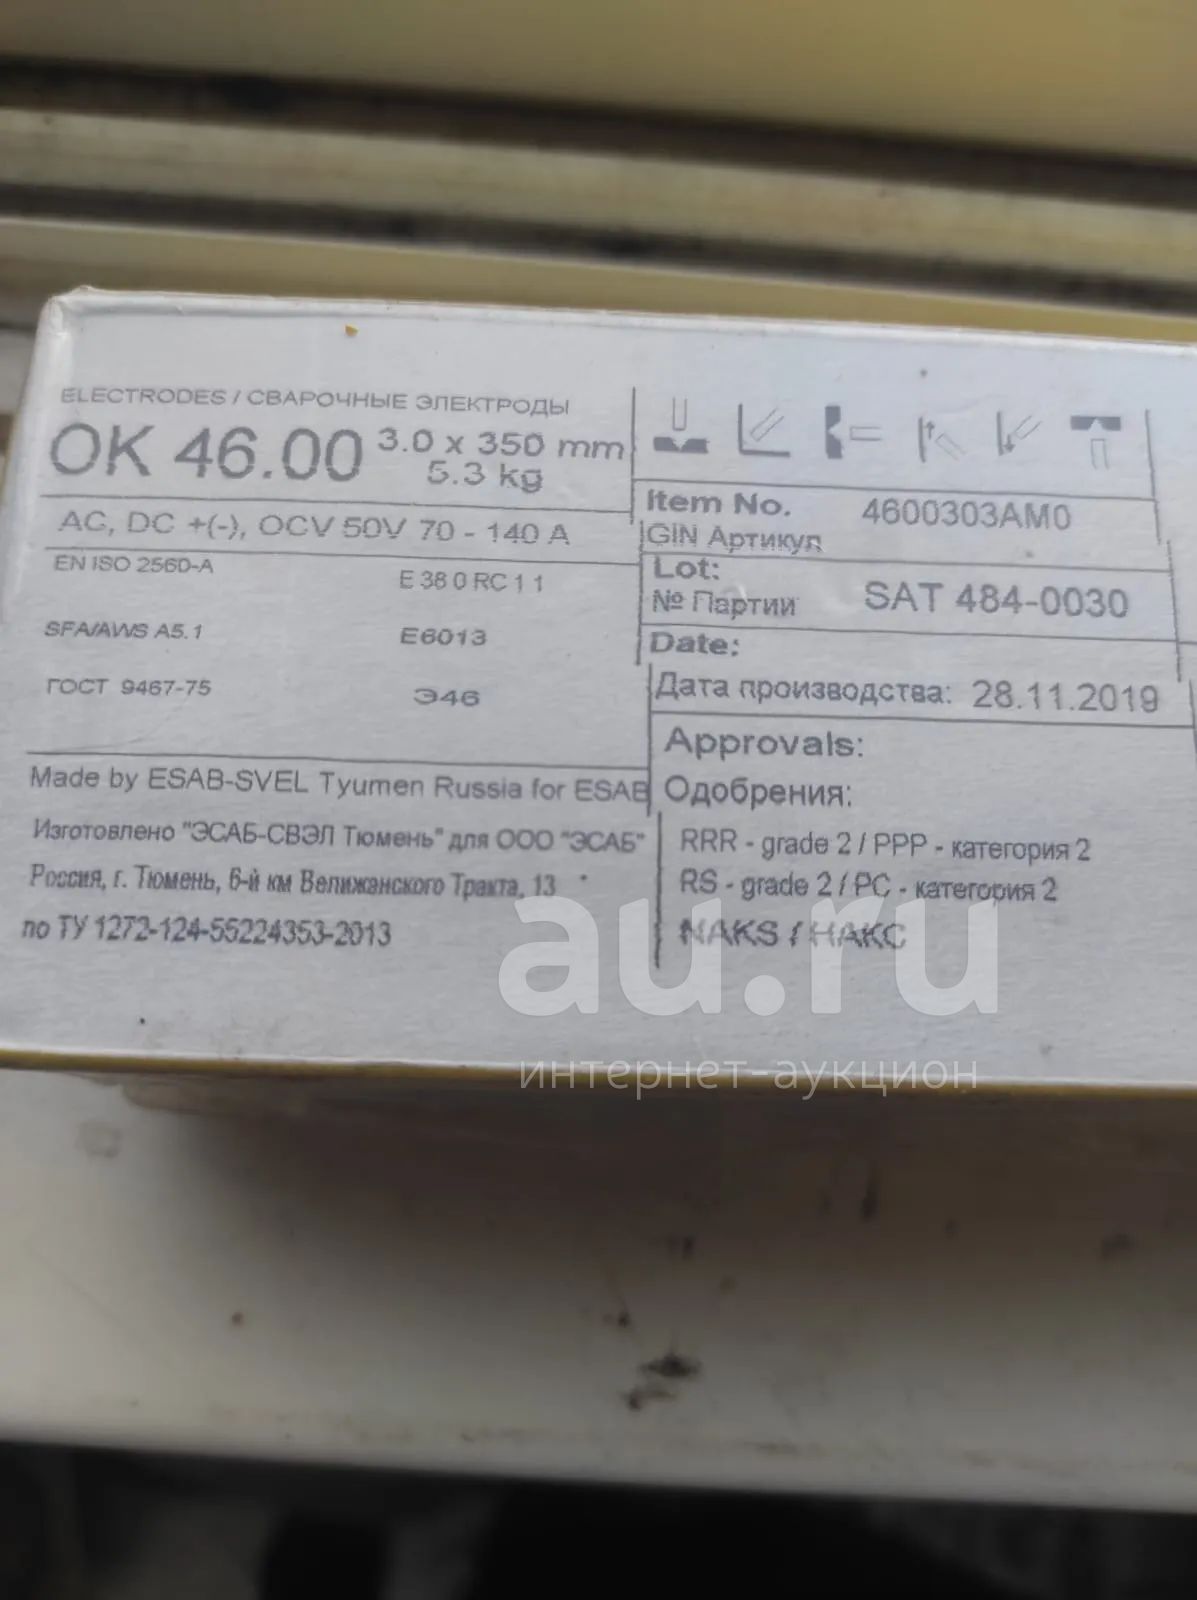 ELECTRODES / СВАРОЧНЫЕ ЭЛЕКТРОДЫ
OK 46.00 3.0 x 350 mm
5.3 kg
AC, DC +(-), OCV 50V 70 - 140 A
EN ISO 2560-A E 38 0 RC 1 1
SFA/AWS A5.1 E6013
ГОСТ 9467-75 Э46
Made by ESAB-SVEL Tyumen Russia for ESAB
Изготовлено "ЭСАБ-СВЭЛ Тюмень" для ООО "ЭСАБ"
Россия, г. Тюмень, 6-й км Велижанского Тракта, 13
по ТУ 1272-124-55224353-2013
Item No. 4600303AM0
GIN Артикул
Lot:
№ Партии SAT 484-0030
Date:
Дата производства: 28.11.2019
Approvals:
Одобрения:
RRR - grade 2 / PPP - категория 2
RS - grade 2 / PC - категория 2
NAKS / НАКС
au.ru
интернет-аукцион